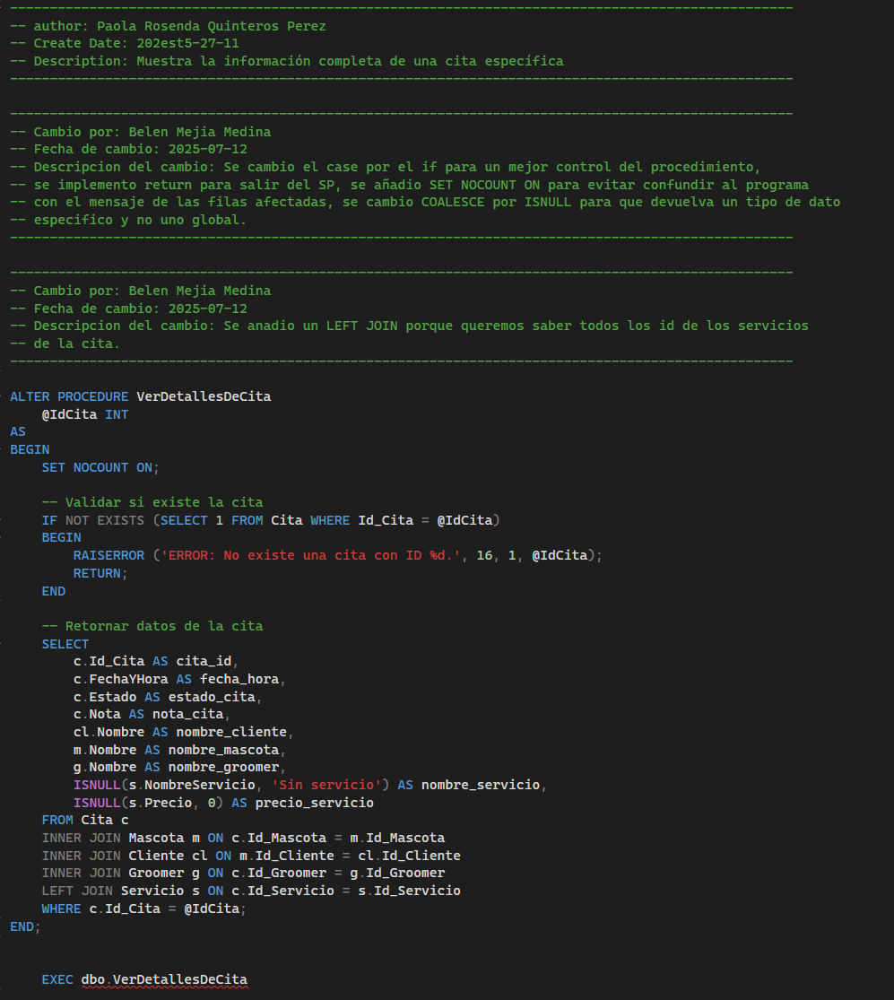 ---------------------------------------------------------------------------------------------------
-- author: Paola Rosenda Quinteros Perez
-- Create Date: 202est5-27-11
-- Description: Muestra la información completa de una cita específica
---------------------------------------------------------------------------------------------------
---------------------------------------------------------------------------------------------------
-- Cambio por: Belen Mejia Medina
-- Fecha de cambio: 2025-07-12
-- Descripcion del cambio: Se cambio el case por el if para un mejor control del procedimiento,
-- se implemento return para salir del SP, se añadio SET NOCOUNT ON para evitar confundir al programa
-- con el mensaje de las filas afectadas, se cambio COALESCE por ISNULL para que devuelva un tipo de dato
-- especifico y no uno global.
---------------------------------------------------------------------------------------------------
---------------------------------------------------------------------------------------------------
-- Cambio por: Belen Mejia Medina
-- Fecha de cambio: 2025-07-12
-- Descripcion del cambio: Se anadio un LEFT JOIN porque queremos saber todos los id de los servicios
-- de la cita.
---------------------------------------------------------------------------------------------------
ALTER PROCEDURE VerDetallesDeCita
    @IdCita INT
AS
BEGIN
    SET NOCOUNT ON;
    -- Validar si existe la cita
    IF NOT EXISTS (SELECT 1 FROM Cita WHERE Id_Cita = @IdCita)
    BEGIN
        RAISERROR ('ERROR: No existe una cita con ID %d.', 16, 1, @IdCita);
        RETURN;
    END
    -- Retornar datos de la cita
    SELECT
        c.Id_Cita AS cita_id,
        c.FechaYHora AS fecha_hora,
        c.Estado AS estado_cita,
        c.Nota AS nota_cita,
        cl.Nombre AS nombre_cliente,
        m.Nombre AS nombre_mascota,
        g.Nombre AS nombre_groomer,
        ISNULL(s.NombreServicio, 'Sin servicio') AS nombre_servicio,
        ISNULL(s.Precio, 0) AS precio_servicio
    FROM Cita c
    INNER JOIN Mascota m ON c.Id_Mascota = m.Id_Mascota
    INNER JOIN Cliente cl ON m.Id_Cliente = cl.Id_Cliente
    INNER JOIN Groomer g ON c.Id_Groomer = g.Id_Groomer
    LEFT JOIN Servicio s ON c.Id_Servicio = s.Id_Servicio
    WHERE c.Id_Cita = @IdCita;
END;
    EXEC dbo.VerDetallesDeCita